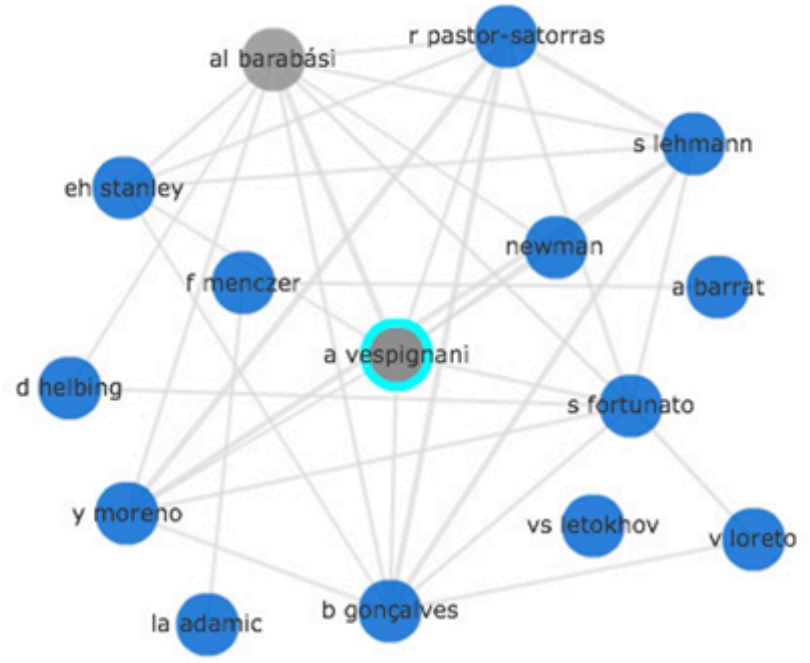 r pastor-satorras
al barabási
s lehmann
eh stanley
newman
f menczer
a barrat
a vespignani
d helbing
s fortunato
y moreno
vs letokhov
v loreto
b gonçalves
la adamic